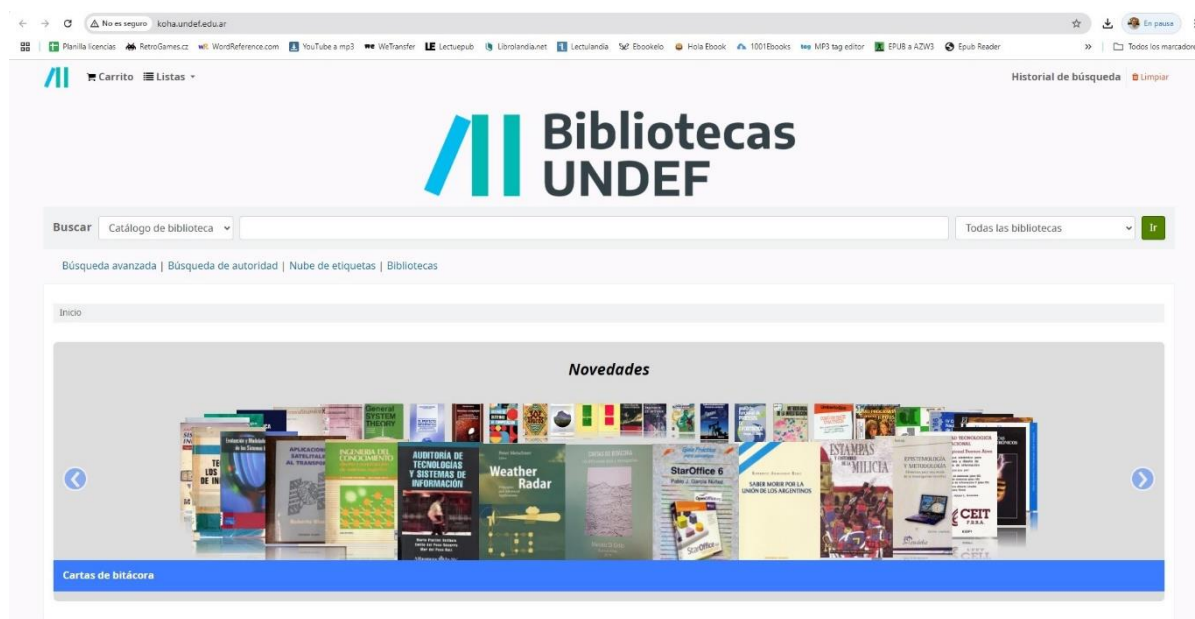 No es seguro koha.undef.edu.ar En pausa
Planilla licencias RetroGames.cz WordReference.com YouTube a mp3 WeTransfer Lectuepub Librolandia.net Lectulandia Ebookelo Hola Ebook 1001Ebooks MP3 tag editor EPUB a AZW3 Epub Reader » Todos los marcadore
Carrito Listas Historial de búsqueda Limpiar
Bibliotecas
UNDEF
Buscar Catálogo de biblioteca Todas las bibliotecas Ir
Búsqueda avanzada | Búsqueda de autoridad | Nube de etiquetas | Bibliotecas
Inicio
Novedades
General
SYSTEM
THEORY
INGENIERÍA DEL
CONOCIMIENTO
AUDITORÍA DE
TECNOLOGÍAS
Y SISTEMAS DE
INFORMACIÓN
Weather
Radar
CARTAS DE BITÁCORA
StarOffice 6
SABER MORIR POR LA
UNIÓN DE LOS ARGENTINOS
ESTAMPAS
MILICIA
EPISTEMOLOGÍA
Y METODOLOGÍA
CEIT
Cartas de bitácora